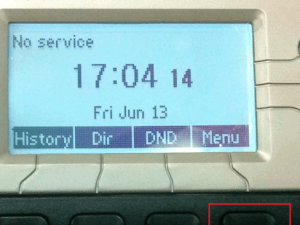 No service
17:04 14
Fri Jun 13
History Dir DND Menu